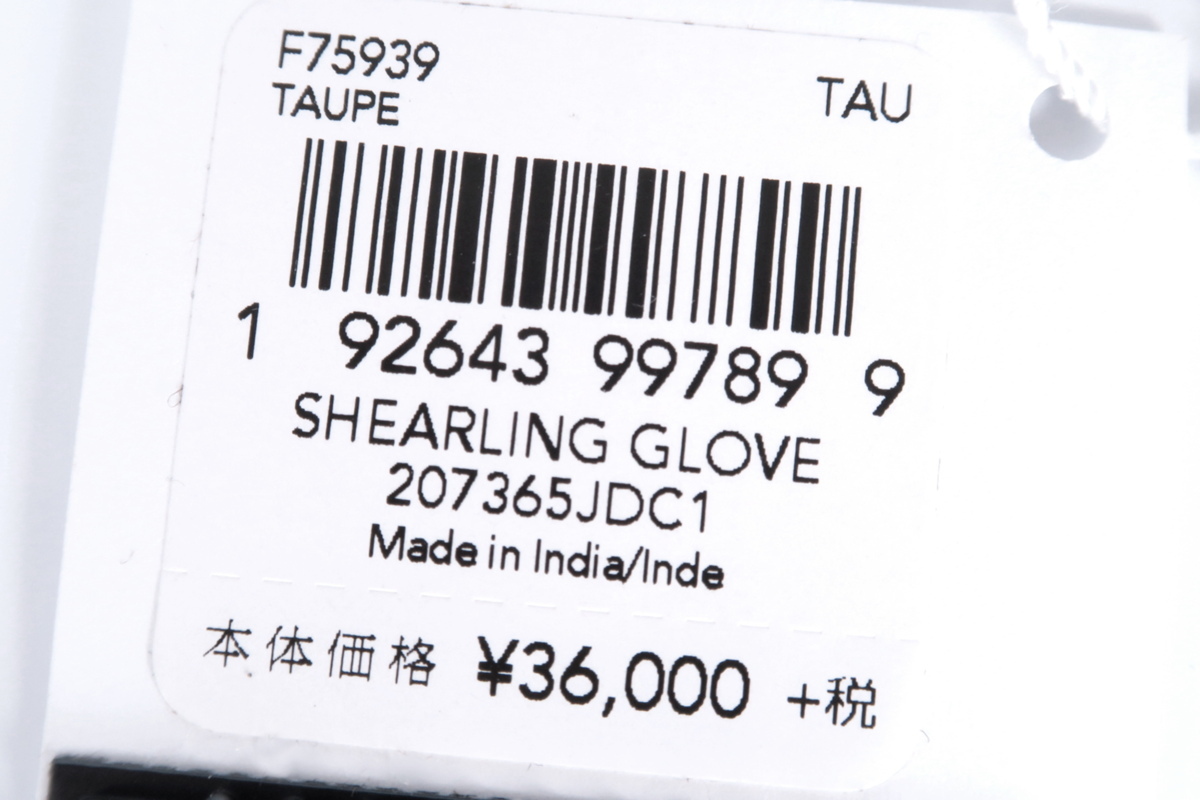 F75939
TAUPE TAU
1 92643 99789 9
SHEARLING GLOVE
207365JDC1
Made in India/Inde
本体価格 ¥36,000 +税